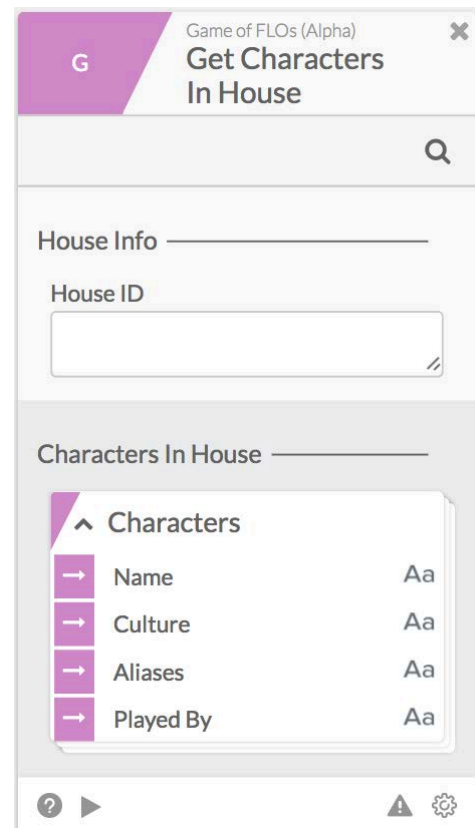 G
Game of FLOs (Alpha)
Get Characters
In House
House Info
House ID
Characters In House
Characters
Name Aa
Culture Aa
Aliases Aa
Played By Aa